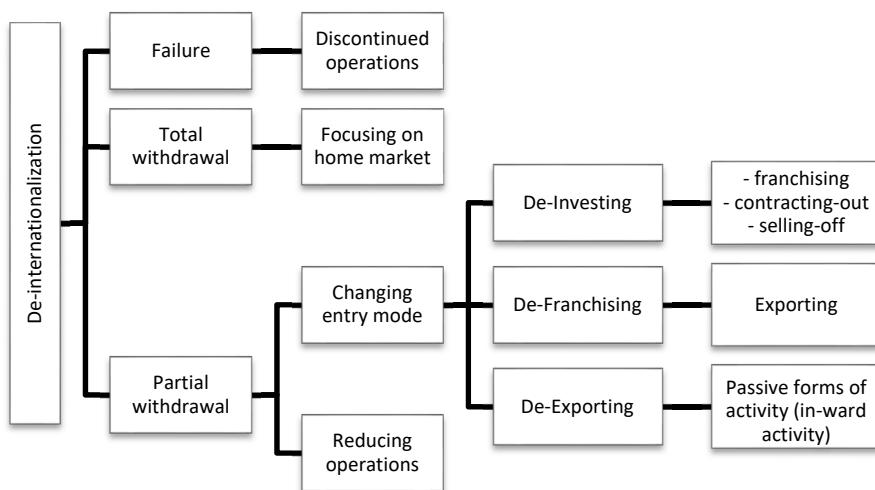 De-internationalization
Failure
Discontinued
operations
Total
withdrawal
Focusing on
home market
Partial
withdrawal
Changing
entry mode
Reducing
operations
De-Investing
- franchising
- contracting-out
- selling-off
De-Franchising
Exporting
De-Exporting
Passive forms of
activity (in-ward
activity)